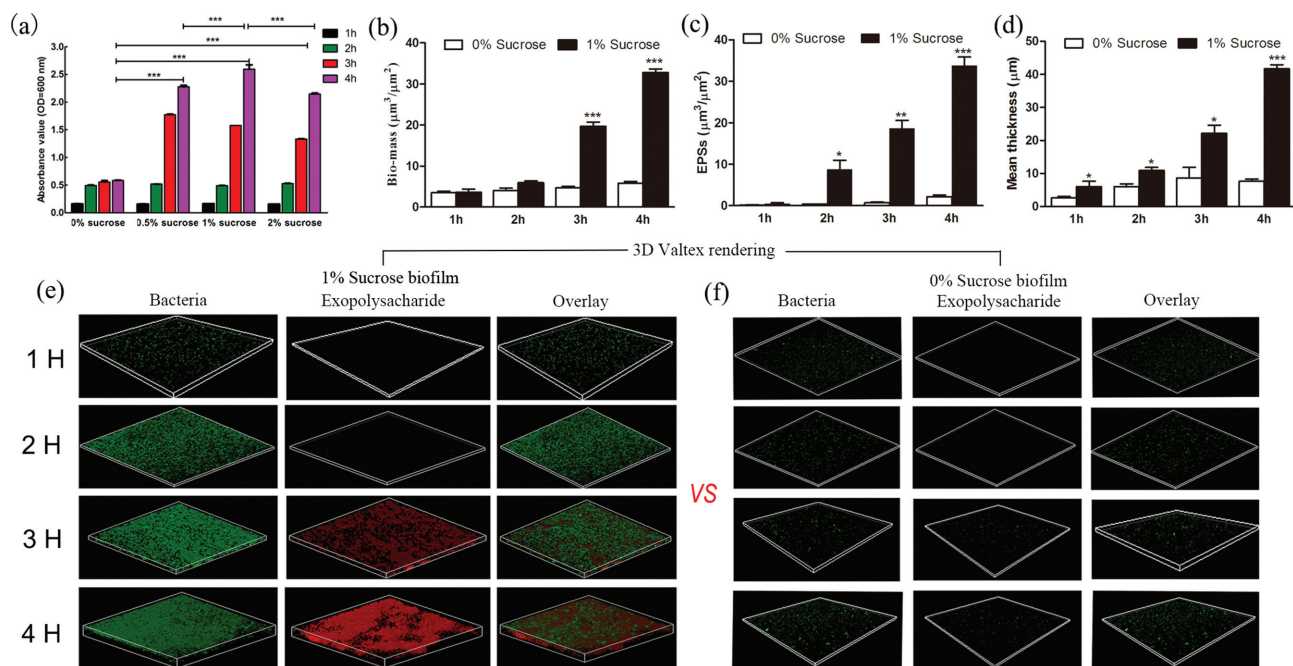 (a)
***
***
***
***
***
1h
2h
3h
4h
Absorbance value (OD=600 nm)
3.0
2.5
2.0
1.5
1.0
0.5
0.0
0% sucrose
0.5% sucrose
1% sucrose
2% sucrose
(b)
0% Sucrose
1% Sucrose
Bio-mass (μm³/μm²)
40
30
20
10
0
***
***
1h
2h
3h
4h
(c)
0% Sucrose
1% Sucrose
EPSs (μm³/μm²)
40
30
20
10
0
*
**
***
1h
2h
3h
4h
(d)
0% Sucrose
1% Sucrose
Mean thickness (μm)
60
50
40
30
20
10
0
*
*
*
***
1h
2h
3h
4h
3D Valtex rendering
(e)
1% Sucrose biofilm
Bacteria
Exopolysacharide
Overlay
1 H
2 H
3 H
4 H
VS
(f)
0% Sucrose biofilm
Bacteria
Exopolysacharide
Overlay